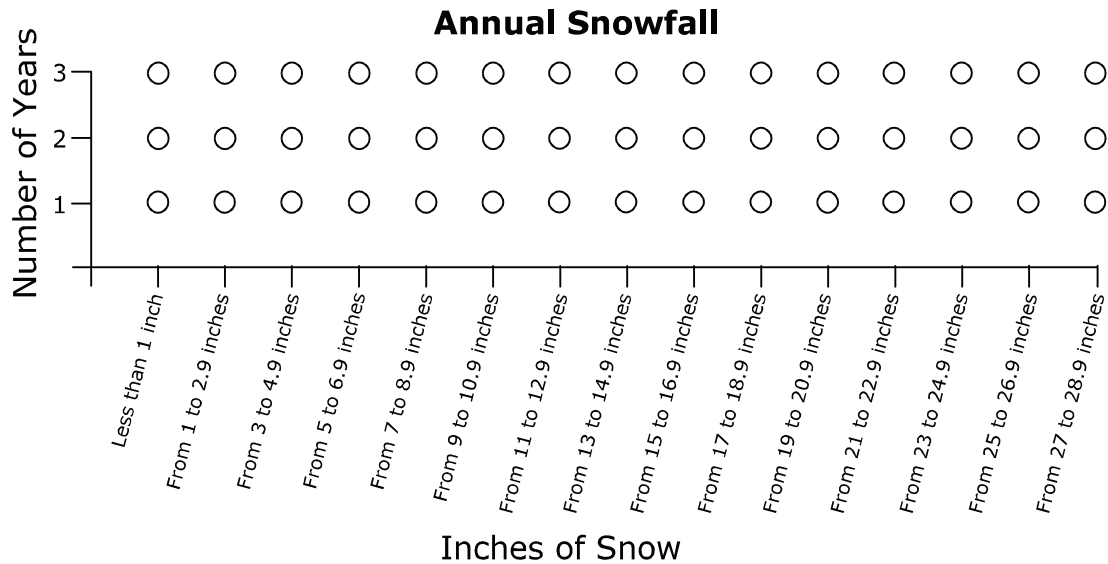 Annual Snowfall
Number of Years
3
2
1
Less than 1 inch
From 1 to 2.9 inches
From 3 to 4.9 inches
From 5 to 6.9 inches
From 7 to 8.9 inches
From 9 to 10.9 inches
From 11 to 12.9 inches
From 13 to 14.9 inches
From 15 to 16.9 inches
From 17 to 18.9 inches
From 19 to 20.9 inches
From 21 to 22.9 inches
From 23 to 24.9 inches
From 25 to 26.9 inches
From 27 to 28.9 inches
Inches of Snow